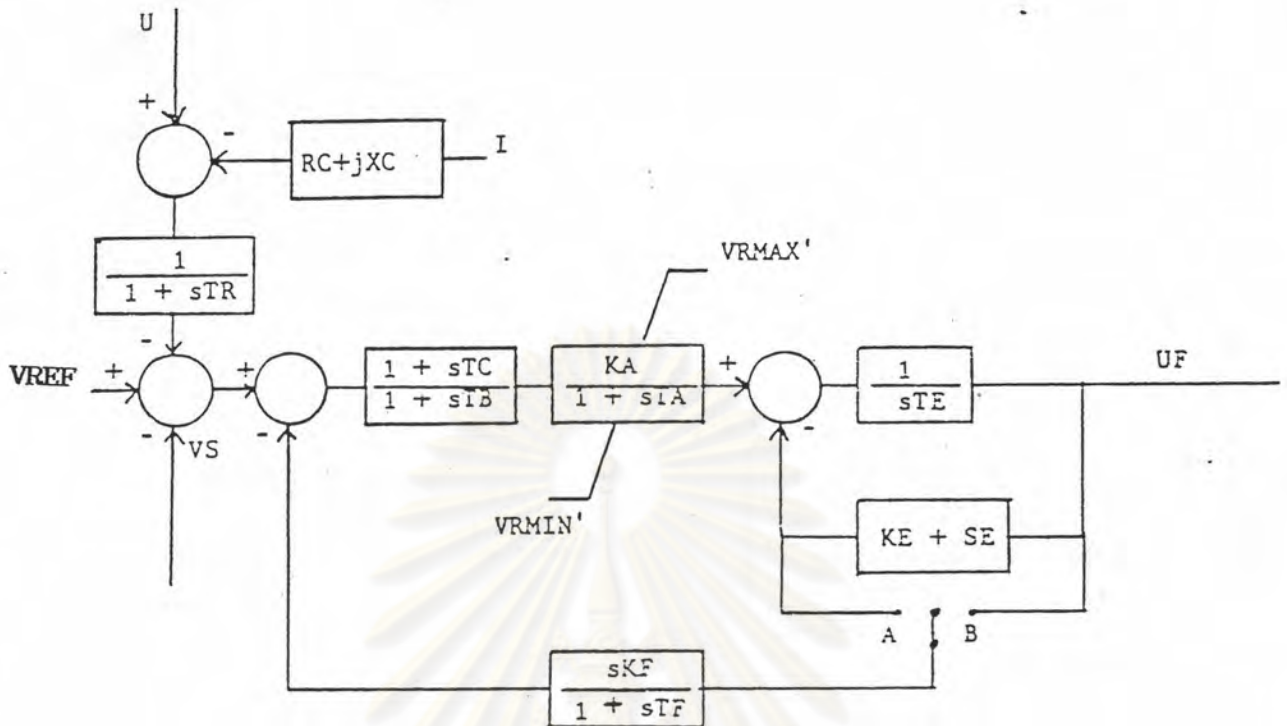 U
+
-
RC+jXC
I
1
1 + sTR
VRMAX'
-
VREF
+
+
1 + sTC
1 + sTB
KA
1 + sTA
+
1
sTE
UF
-
-
-
VS
VRMIN'
KE + SE
A
B
sKF
1 + sTF